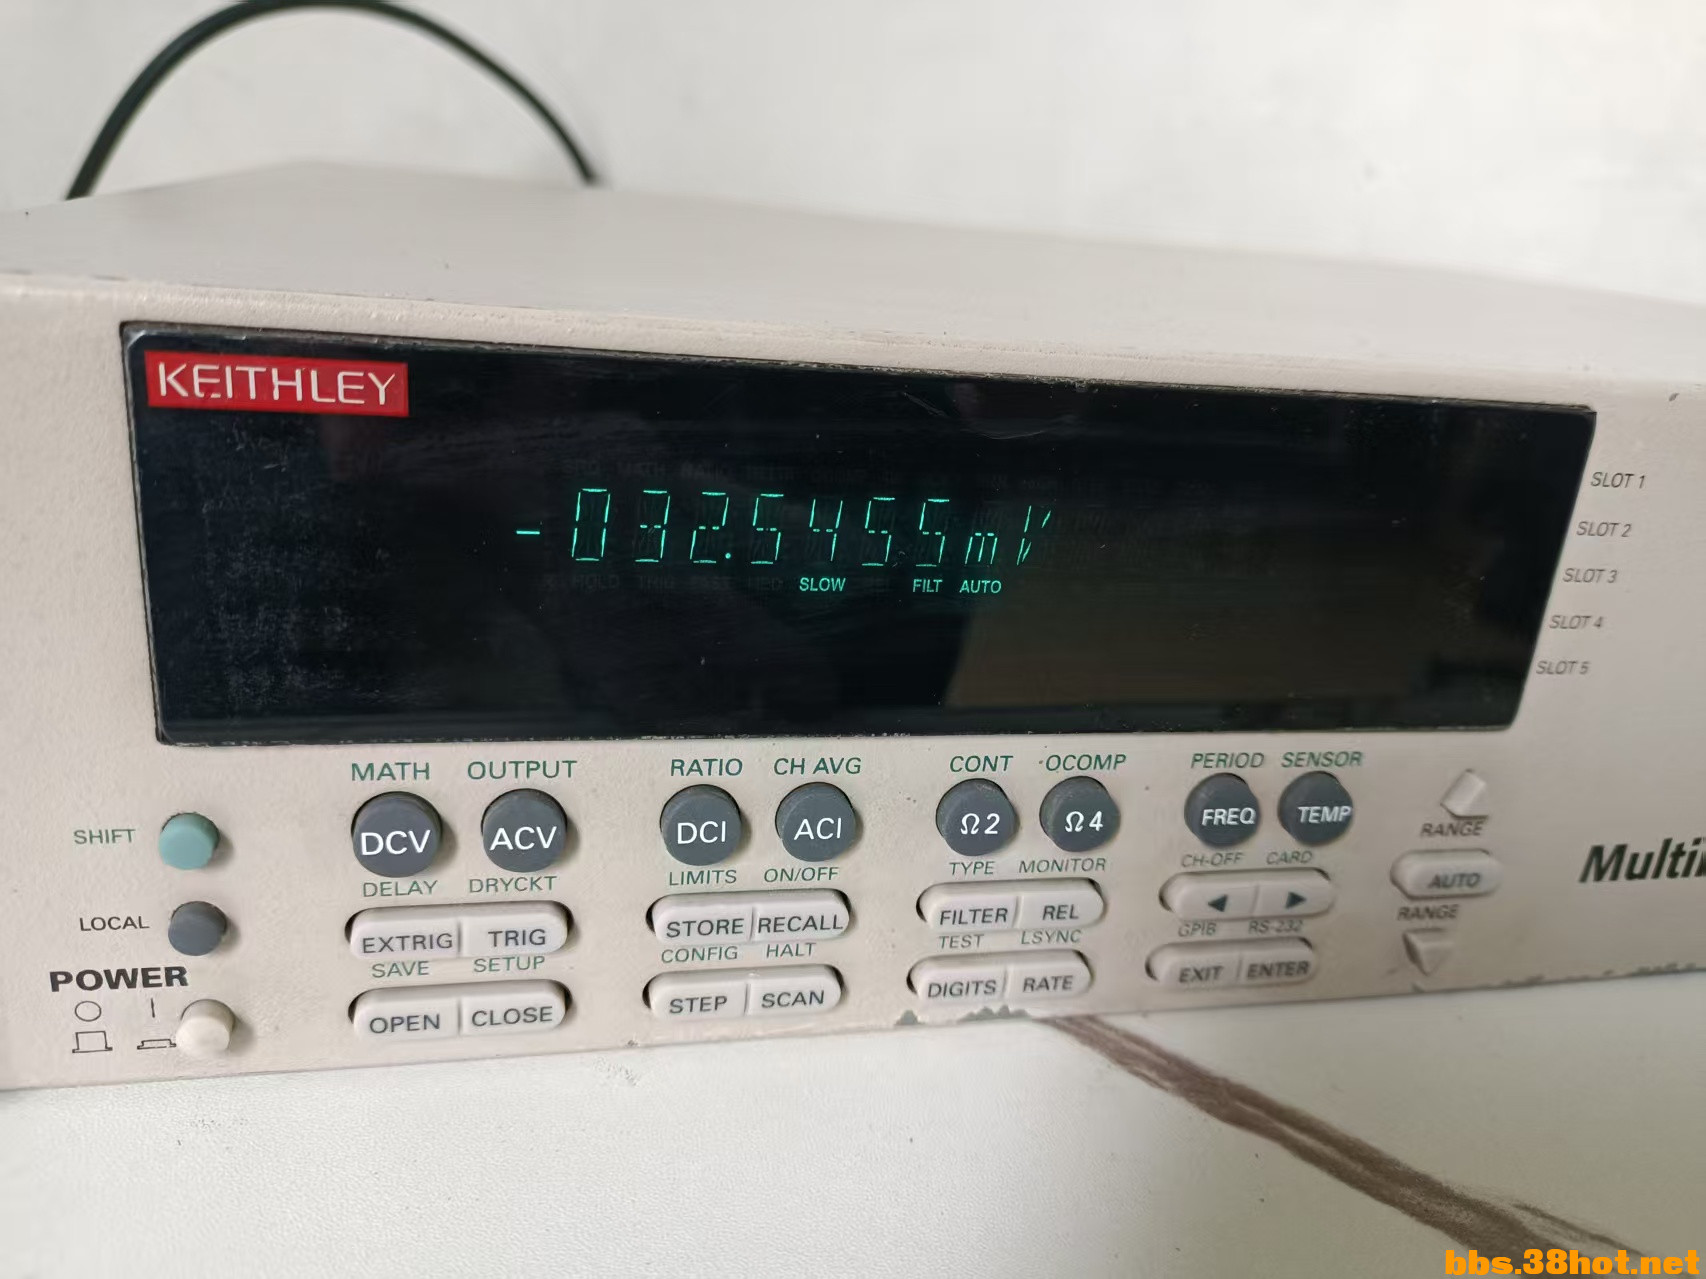 KEITHLEY
-032.5455mV
SLOW FILT AUTO
SLOT 1
SLOT 2
SLOT 3
SLOT 4
SLOT 5
MATH OUTPUT RATIO CH AVG CONT OCOMP PERIOD SENSOR
SHIFT DCV ACV DCI ACI Ω2 Ω4 FREQ TEMP RANGE
DELAY DRYCKT LIMITS ON/OFF TYPE MONITOR CH-OFF CARD
LOCAL EXTRIG TRIG STORE RECALL FILTER REL ◀ ▶ AUTO
SAVE SETUP CONFIG HALT TEST LSYNC GPIB RS-232 RANGE
POWER OPEN CLOSE STEP SCAN DIGITS RATE EXIT ENTER
Multi
bbs.38hot.net